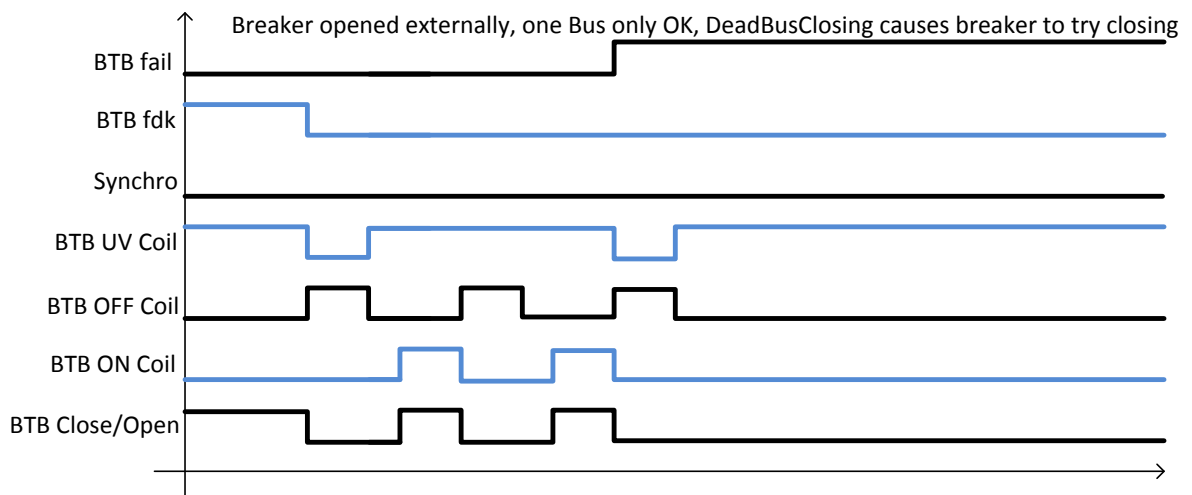 Breaker opened externally, one Bus only OK, DeadBusClosing causes breaker to try closing
BTB fail
BTB fdk
Synchro
BTB UV Coil
BTB OFF Coil
BTB ON Coil
BTB Close/Open